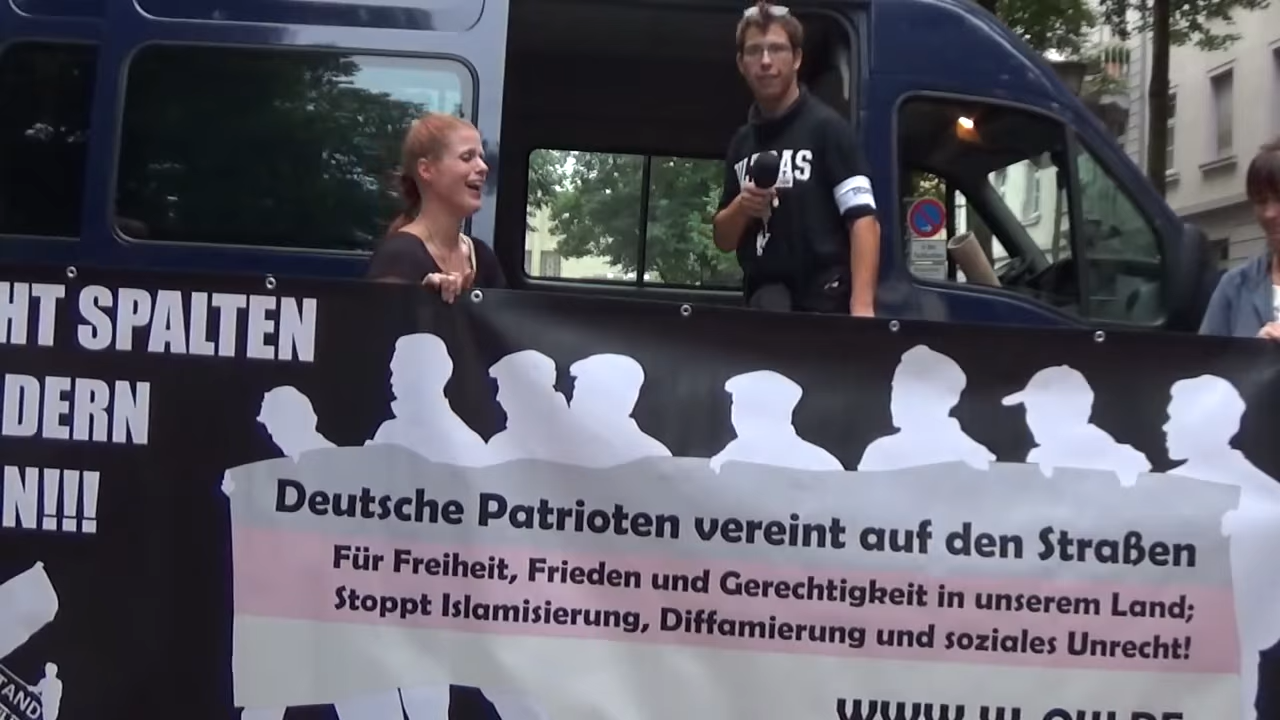 HT SPALTEN
DERN
N!!!
Deutsche Patrioten vereint auf den Straßen
Für Freiheit, Frieden und Gerechtigkeit in unserem Land;
Stoppt Islamisierung, Diffamierung und soziales Unrecht!
TAND